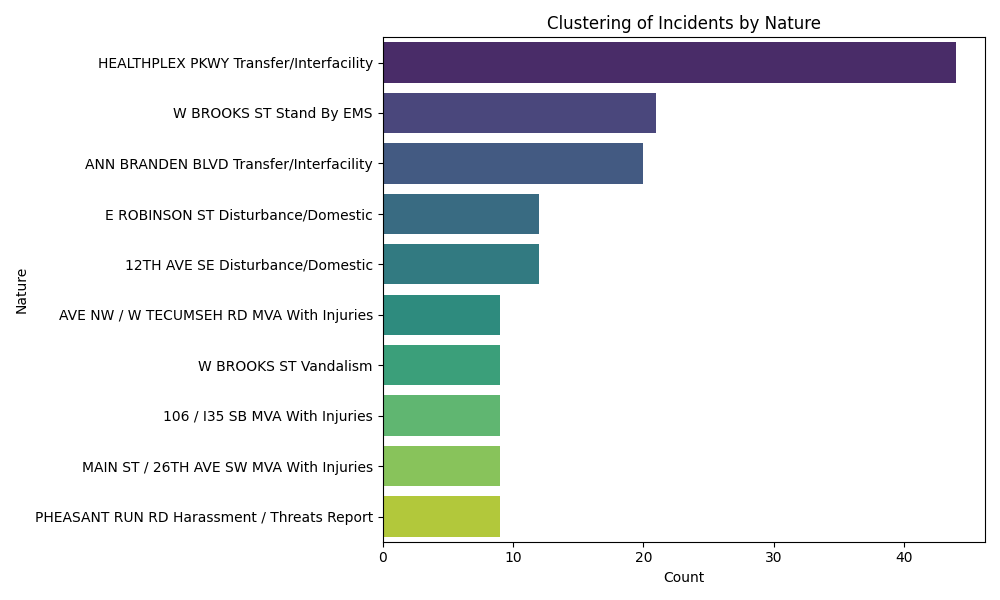 Clustering of Incidents by Nature
HEALTHPLEX PKWY Transfer/Interfacility
W BROOKS ST Stand By EMS
ANN BRANDEN BLVD Transfer/Interfacility
E ROBINSON ST Disturbance/Domestic
12TH AVE SE Disturbance/Domestic
AVE NW / W TECUMSEH RD MVA With Injuries
W BROOKS ST Vandalism
106 / I35 SB MVA With Injuries
MAIN ST / 26TH AVE SW MVA With Injuries
PHEASANT RUN RD Harassment / Threats Report
Nature
0 10 20 30 40
Count